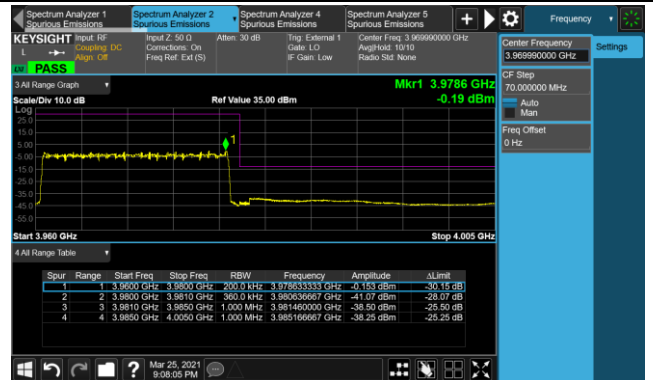 Spectrum Analyzer 1
Spurious Emissions
Spectrum Analyzer 2
Spurious Emissions
Spectrum Analyzer 4
Spurious Emissions
Spectrum Analyzer 5
Spurious Emissions
Frequency
KEYSIGHT
L
Input: RF
Coupling: DC
Align: Off
Input Z: 50 Ω
Corrections: On
Freq Ref: Ext (S)
Atten: 30 dB
Trig: External 1
Gate: LO
IF Gain: Low
Center Freq: 3.969990000 GHz
Avg|Hold: 10/10
Radio Std: None
PASS
Center Frequency
3.969990000 GHz
Settings
CF Step
70.000000 MHz
Auto
Man
Freq Offset
0 Hz
3 All Range Graph
Mkr1 3.9786 GHz
Scale/Div 10.0 dB
Ref Value 35.00 dBm
-0.19 dBm
Log
25.0
15.0
5.00
-5.00
-15.0
-25.0
-35.0
-45.0
-55.0
1
Start 3.960 GHz
Stop 4.005 GHz
4 All Range Table
Spur Range Start Freq Stop Freq RBW Frequency Amplitude ΔLimit
1 1 3.9600 GHz 3.9800 GHz 200.0 kHz 3.978633333 GHz -0.153 dBm -30.15 dB
2 2 3.9800 GHz 3.9810 GHz 360.0 kHz 3.980636667 GHz -41.07 dBm -28.07 dB
3 3 3.9810 GHz 3.9850 GHz 1.000 MHz 3.981460000 GHz -38.50 dBm -25.50 dB
4 4 3.9850 GHz 4.0050 GHz 1.000 MHz 3.985166667 GHz -38.25 dBm -25.25 dB
?
Mar 25, 2021
9:08:05 PM